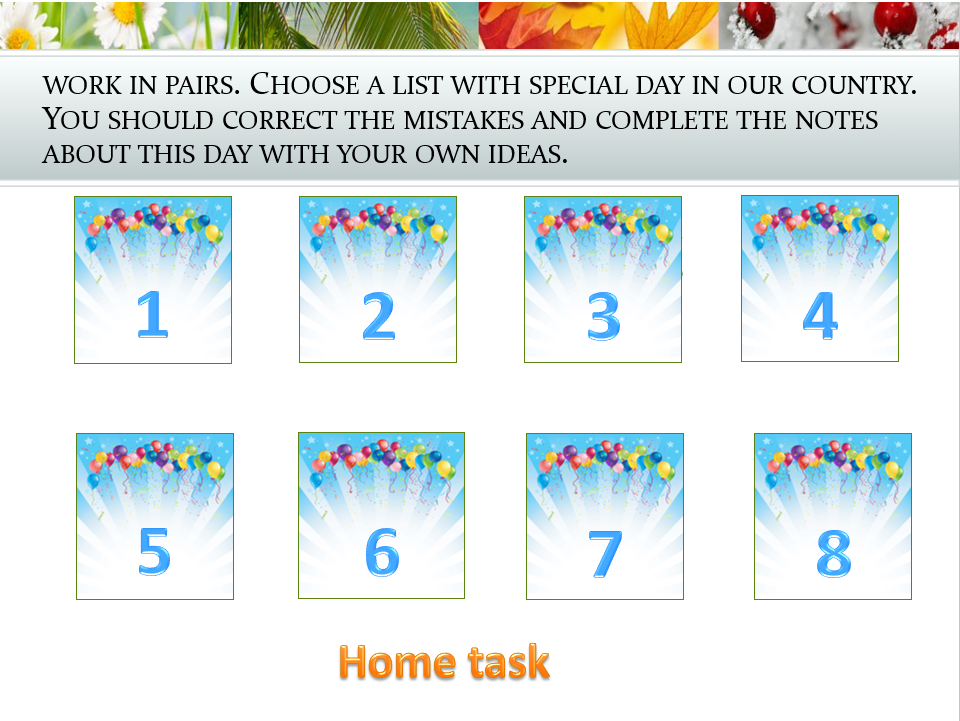 WORK IN PAIRS. CHOOSE A LIST WITH SPECIAL DAY IN OUR COUNTRY.
YOU SHOULD CORRECT THE MISTAKES AND COMPLETE THE NOTES
ABOUT THIS DAY WITH YOUR OWN IDEAS.
1 2 3 4
5 6 7 8
Home task